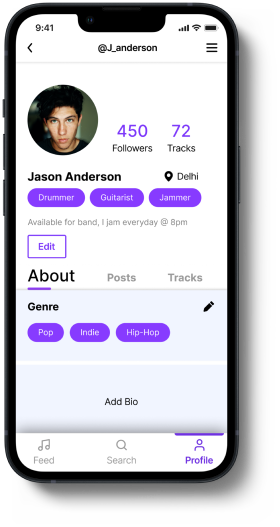 9:41
@J_anderson
450 72
Followers Tracks
Jason Anderson Delhi
Drummer Guitarist Jammer
Available for band, I jam everyday @ 8pm
Edit
About Posts Tracks
Genre
Pop Indie Hip-Hop
Add Bio
Feed Search Profile